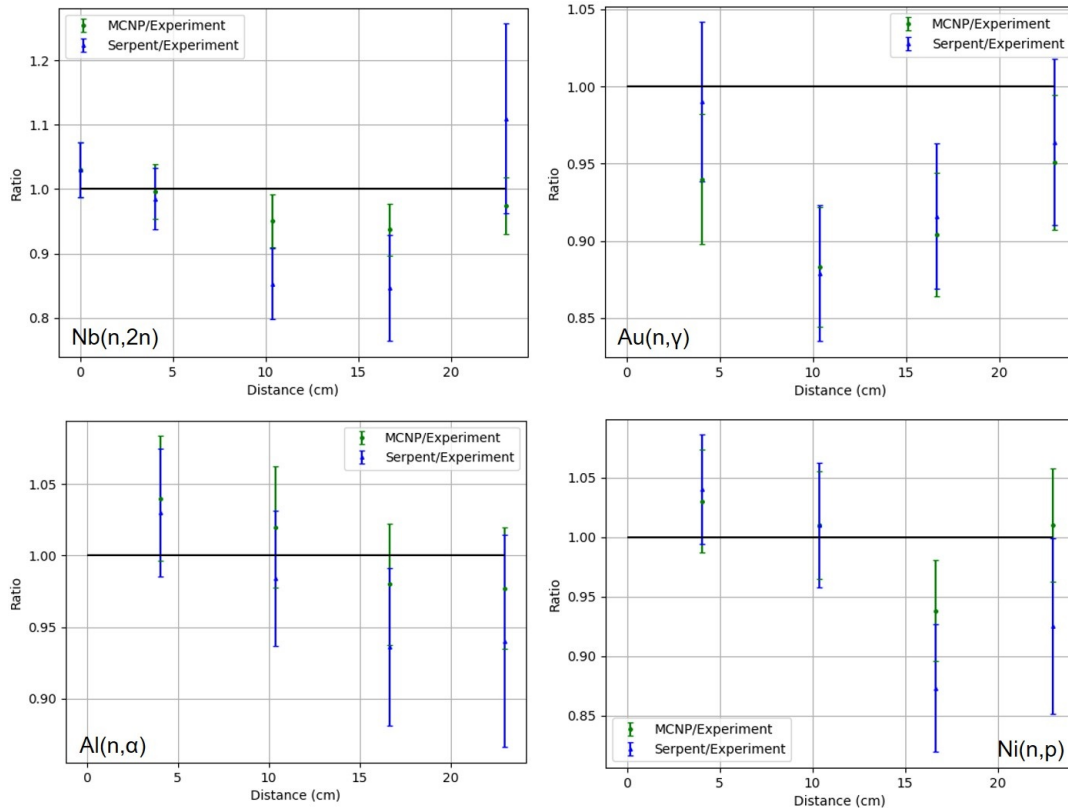 MCNP/Experiment
Serpent/Experiment
1.2
1.1
1.0
0.9
0.8
Ratio
Nb(n,2n)
0
5
10
15
20
Distance (cm)
MCNP/Experiment
Serpent/Experiment
1.05
1.00
0.95
0.90
0.85
Ratio
Au(n,γ)
0
5
10
15
20
Distance (cm)
MCNP/Experiment
Serpent/Experiment
1.05
1.00
0.95
0.90
Ratio
Al(n,α)
0
5
10
15
20
Distance (cm)
1.05
1.00
0.95
0.90
0.85
Ratio
MCNP/Experiment
Serpent/Experiment
Ni(n,p)
0
5
10
15
20
Distance (cm)